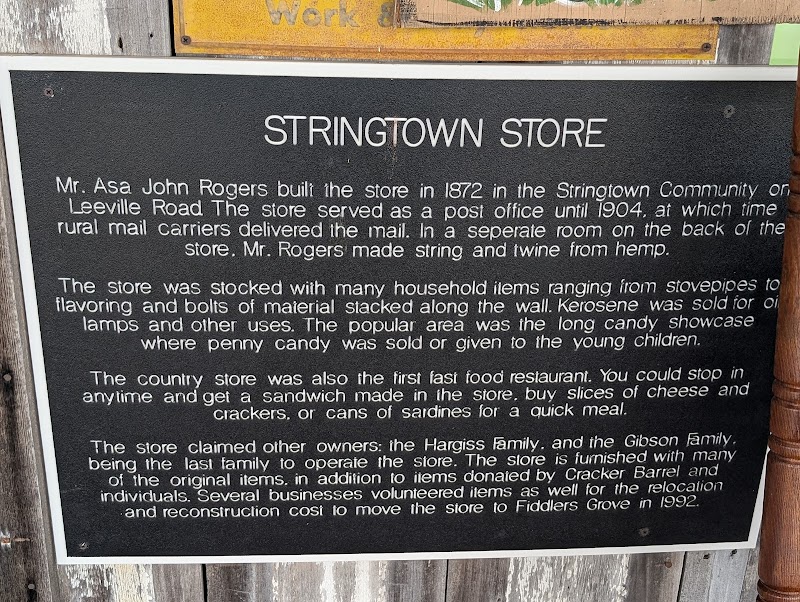 Work &
STRINGTOWN STORE
Mr. Asa John Rogers built the store in 1872 in the Stringtown Community on
Leeville Road. The store served as a post office until 1904, at which time
rural mail carriers delivered the mail. In a seperate room on the back of the
store, Mr. Rogers made string and twine from hemp.
The store was stocked with many household items ranging from stovepipes to
flavoring and bolts of material stacked along the wall. Kerosene was sold for oi
lamps and other uses. The popular area was the long candy showcase
where penny candy was sold or given to the young children.
The country store was also the first fast food restaurant. You could stop in
anytime and get a sandwich made in the store, buy slices of cheese and
crackers, or cans of sardines for a quick meal.
The store claimed other owners: the Hargiss Family, and the Gibson Family,
being the last family to operate the store. The store is furnished with many
of the original items, in addition to items donated by Cracker Barrel and
individuals. Several businesses volunteered items as well for the relocation
and reconstruction cost to move the store to Fiddlers Grove in 1992.